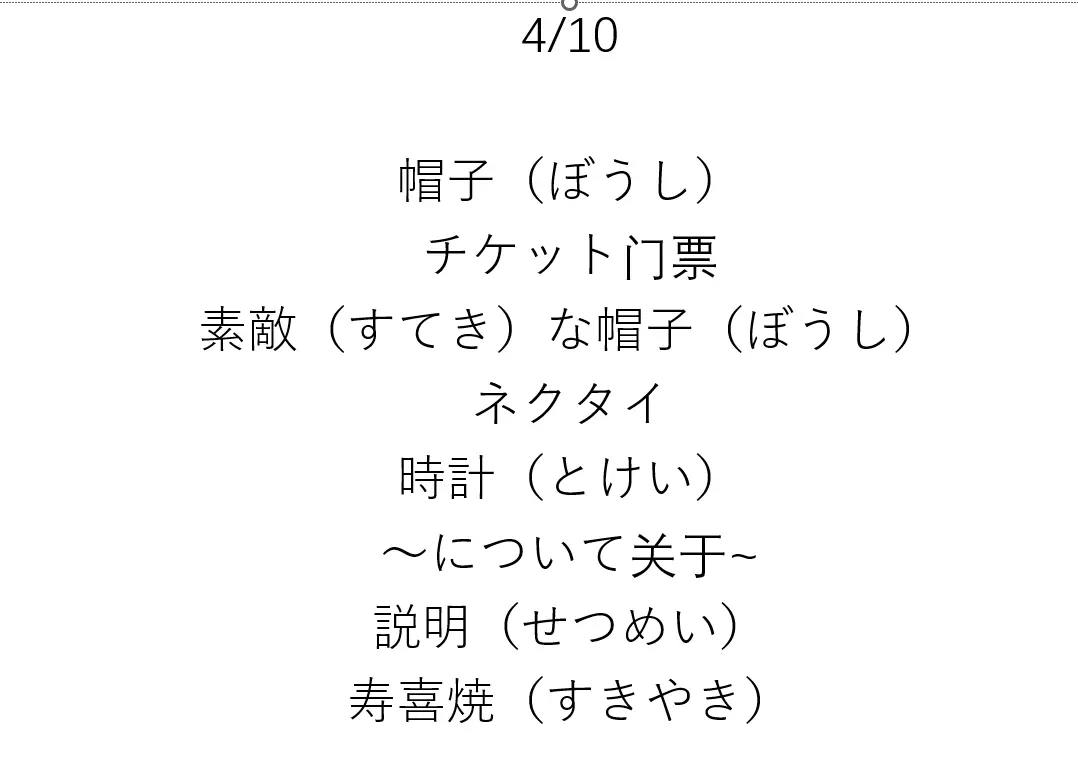 4/10
帽子（ぼうし）
チケット门票
素敵（すてき）な帽子（ぼうし）
ネクタイ
時計（とけい）
～について关于~
説明（せつめい）
寿喜焼（すきやき）